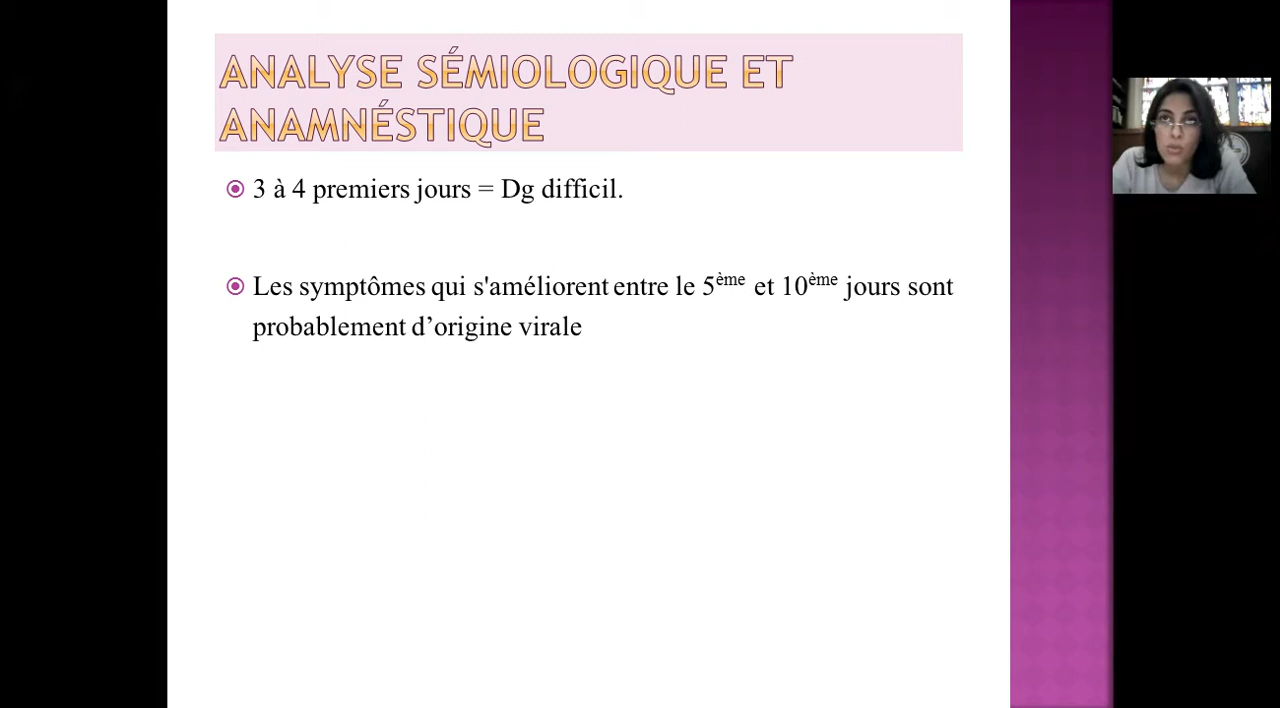 ANALYSE SÉMIOLOGIQUE ET
ANAMNÉSTIQUE
3 à 4 premiers jours = Dg difficil.
Les symptômes qui s'améliorent entre le 5ème et 10ème jours sont
probablement d’origine virale